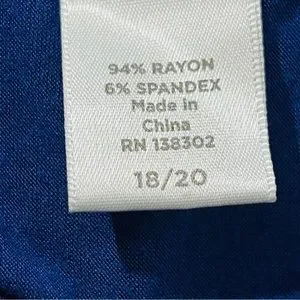 94% RAYON
6% SPANDEX
Made in
China
RN 138302
18/20